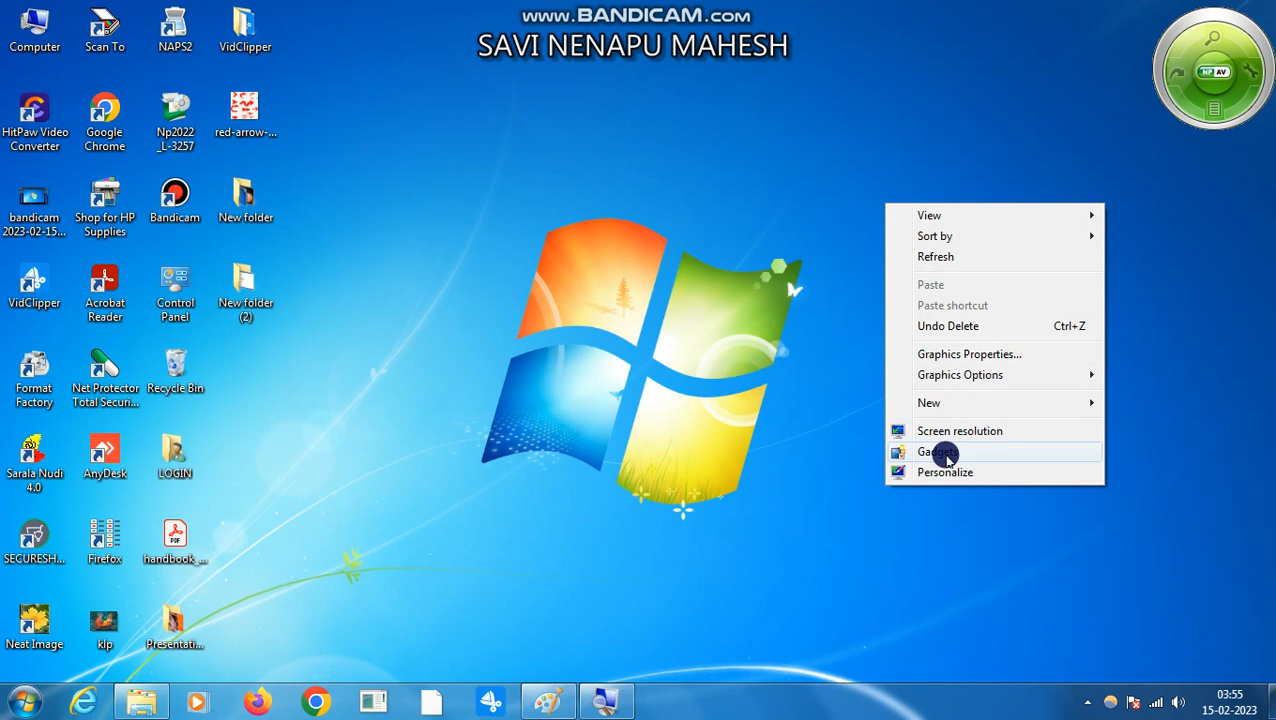 www.BANDICAM.com
SAVI NENAPU MAHESH
Computer
Scan To
NAPS2
VidClipper
HitPaw Video
Converter
Google
Chrome
Np2022
_L-3257
red-arrow-...
bandicam
2023-02-15...
Shop for HP
Supplies
Bandicam
New folder
VidClipper
Acrobat
Reader
Control
Panel
New folder
(2)
Format
Factory
Net Protector
Total Securi...
Recycle Bin
Sarala Nudi
4.0
AnyDesk
LOGIN
SECURESH...
Firefox
handbook_...
Neat Image
klp
Presentati...
NP AV
View
Sort by
Refresh
Paste
Paste shortcut
Undo Delete Ctrl+Z
Graphics Properties...
Graphics Options
New
Screen resolution
Gadgets
Personalize
PDF
03:55
15-02-2023